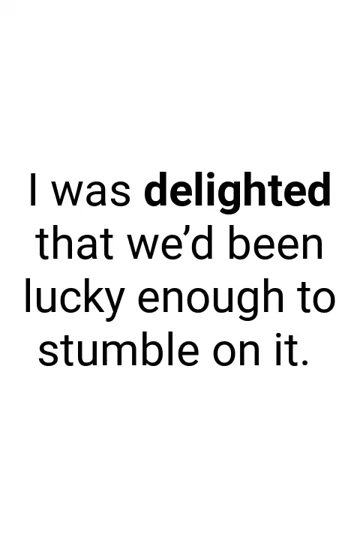 I was delighted
that we’d been
lucky enough to
stumble on it.